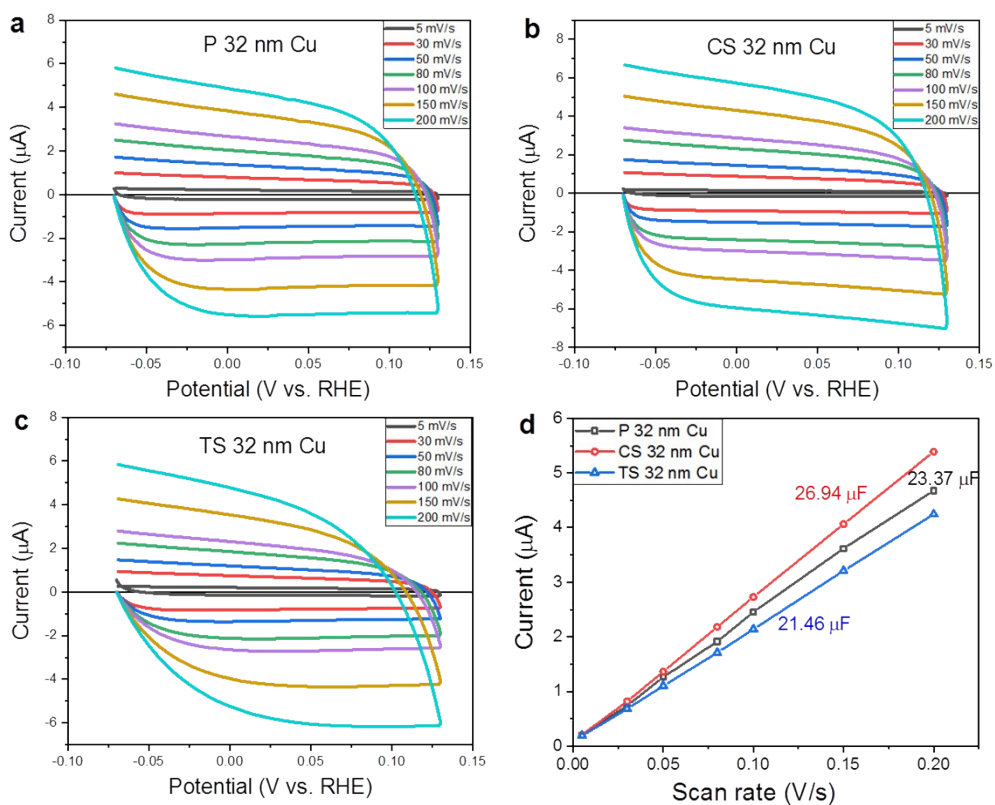 a
P 32 nm Cu
5 mV/s
30 mV/s
50 mV/s
80 mV/s
100 mV/s
150 mV/s
200 mV/s
8
6
4
2
0
-2
-4
-6
-0.10
-0.05
0.00
0.05
0.10
0.15
Current (μA)
Potential (V vs. RHE)
b
CS 32 nm Cu
5 mV/s
30 mV/s
50 mV/s
80 mV/s
100 mV/s
150 mV/s
200 mV/s
8
6
4
2
0
-2
-4
-6
-8
-0.10
-0.05
0.00
0.05
0.10
0.15
Current (μA)
Potential (V vs. RHE)
c
TS 32 nm Cu
5 mV/s
30 mV/s
50 mV/s
80 mV/s
100 mV/s
150 mV/s
200 mV/s
8
6
4
2
0
-2
-4
-6
-0.10
-0.05
0.00
0.05
0.10
0.15
Current (μA)
Potential (V vs. RHE)
d
P 32 nm Cu
CS 32 nm Cu
TS 32 nm Cu
26.94 μF
23.37 μF
21.46 μF
6
5
4
3
2
1
0
0.00
0.05
0.10
0.15
0.20
Current (μA)
Scan rate (V/s)